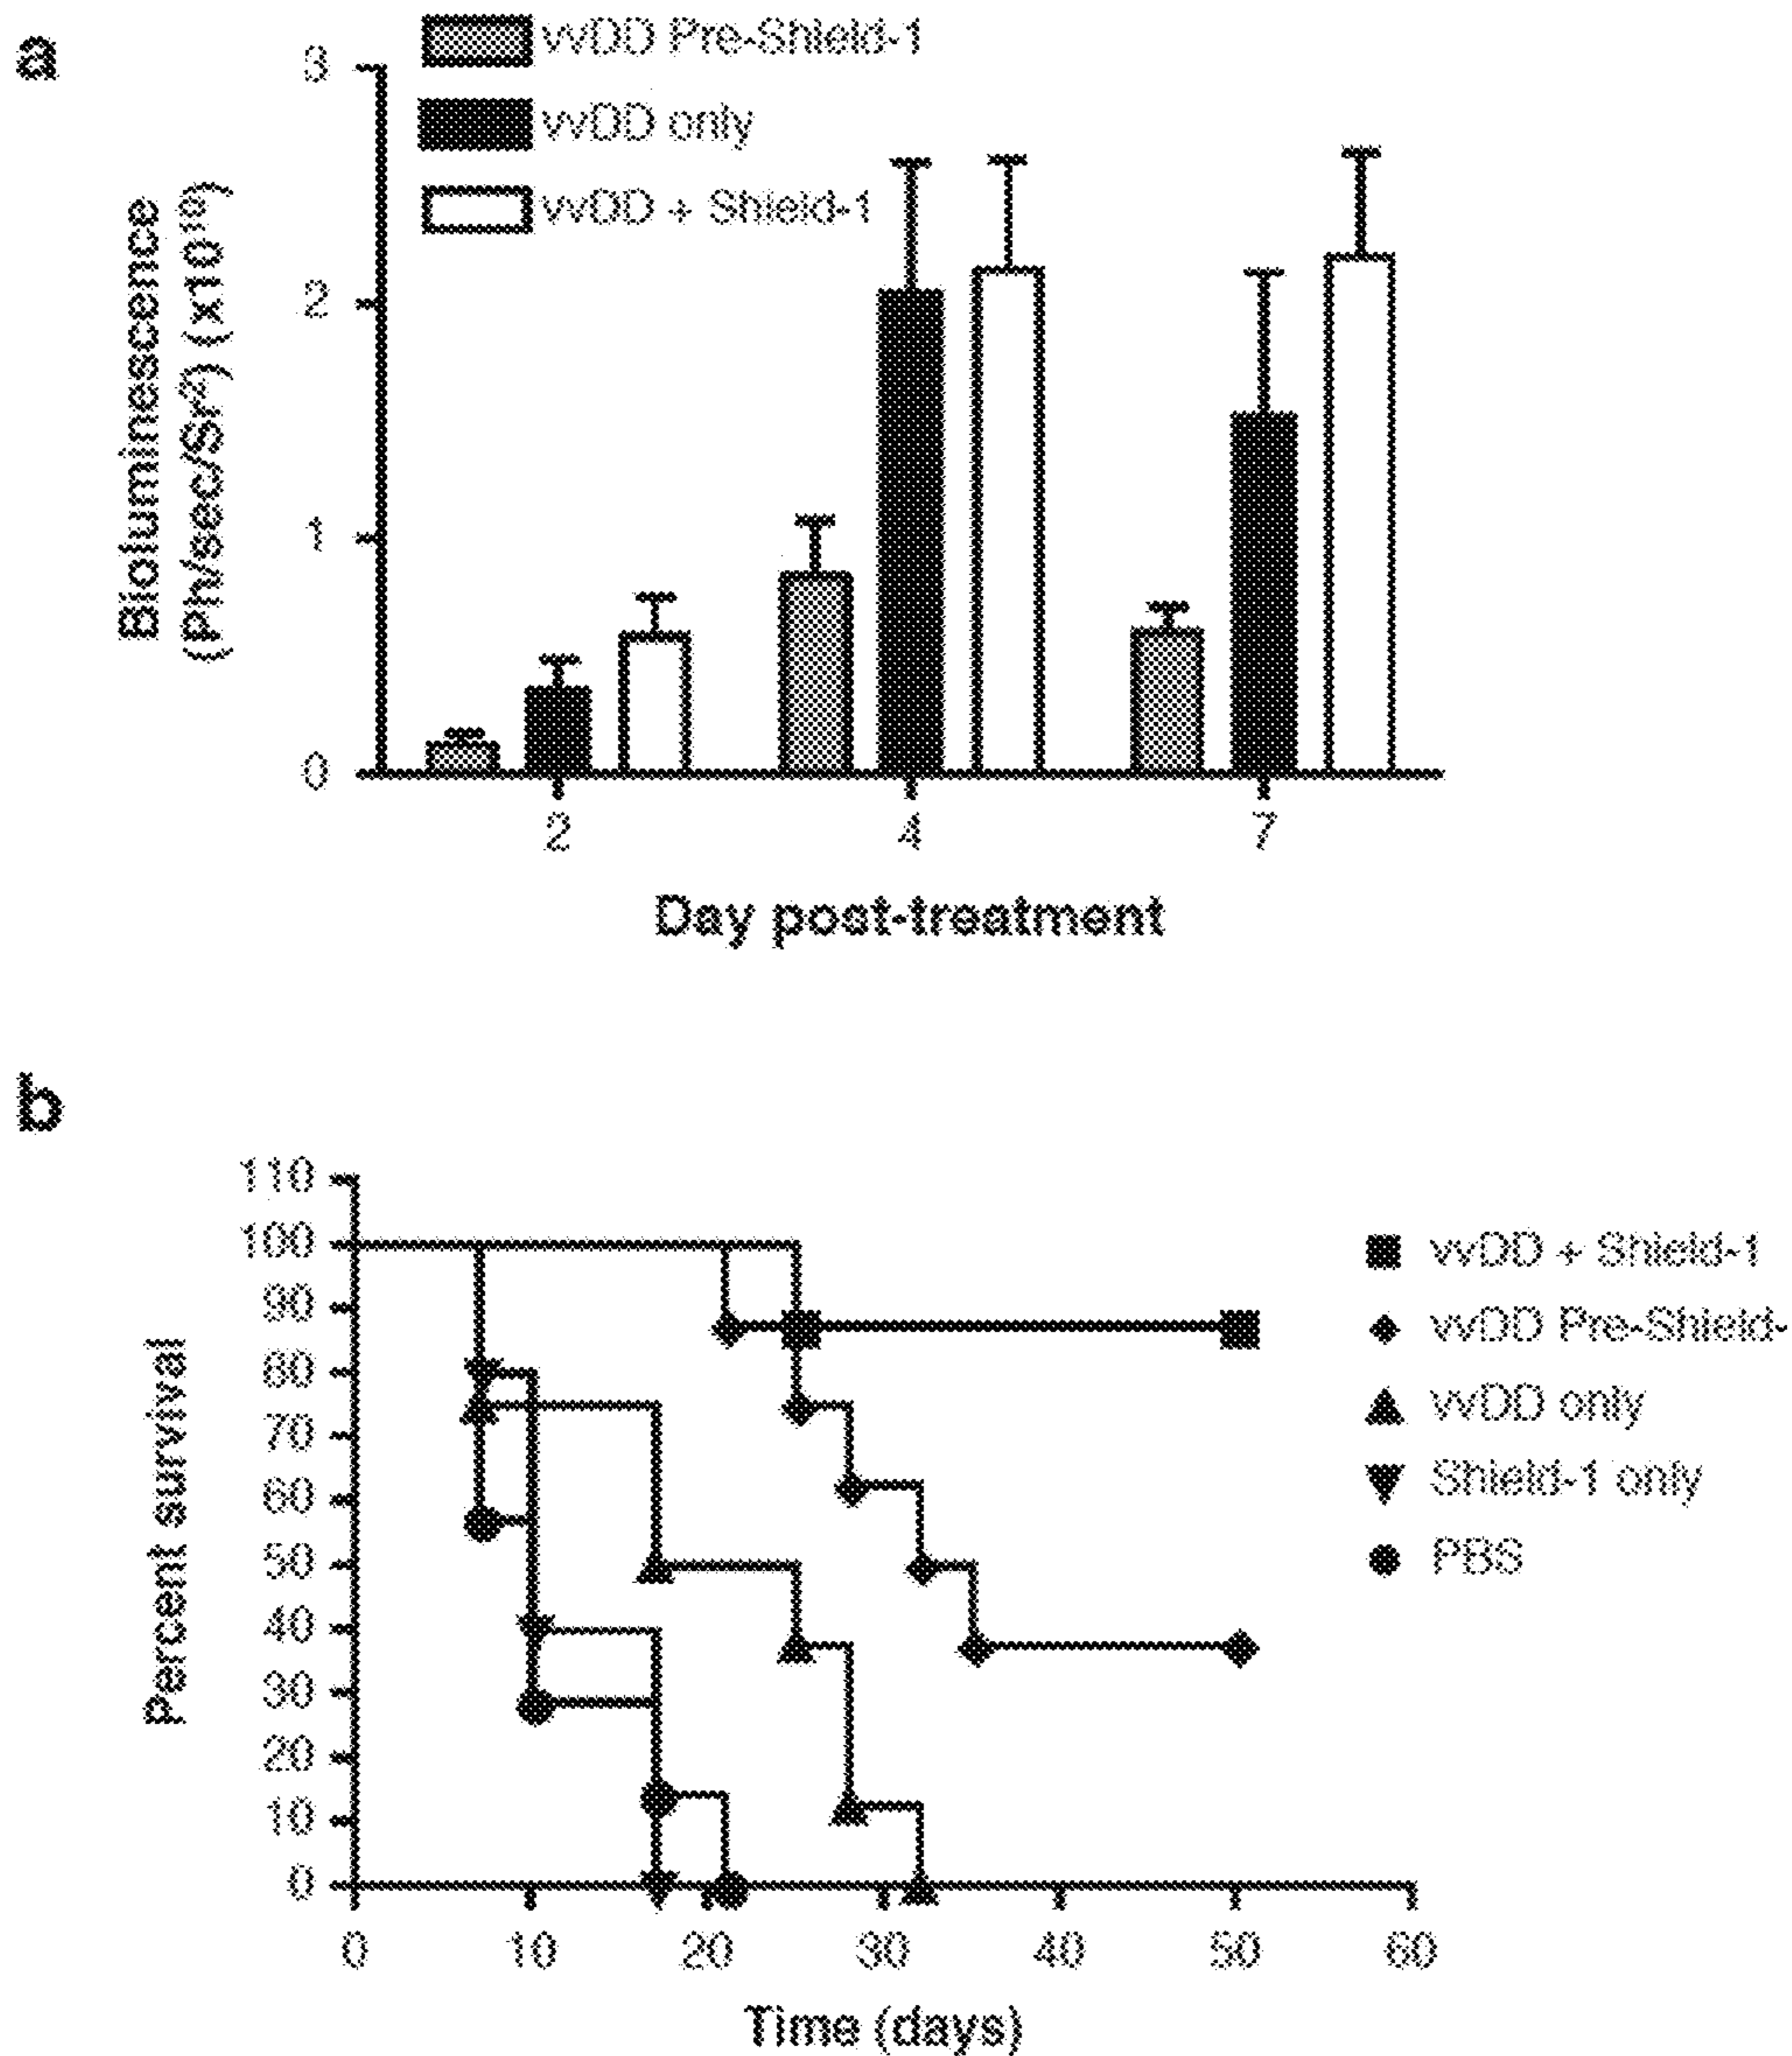 a
vvDD Pre-Shield-1
vvDD only
vvDD + Shield-1
Bioluminescence
(Ph/sec/Sr²) (x10¹⁰)
3
2
1
0
2 4 7
Day post-treatment
b
110
100
90
80
70
60
50
40
30
20
10
0
Percent survival
vvDD + Shield-1
vvDD Pre-Shield-
vvDD only
Shield-1 only
PBS
0 10 20 30 40 50 60
Time (days)